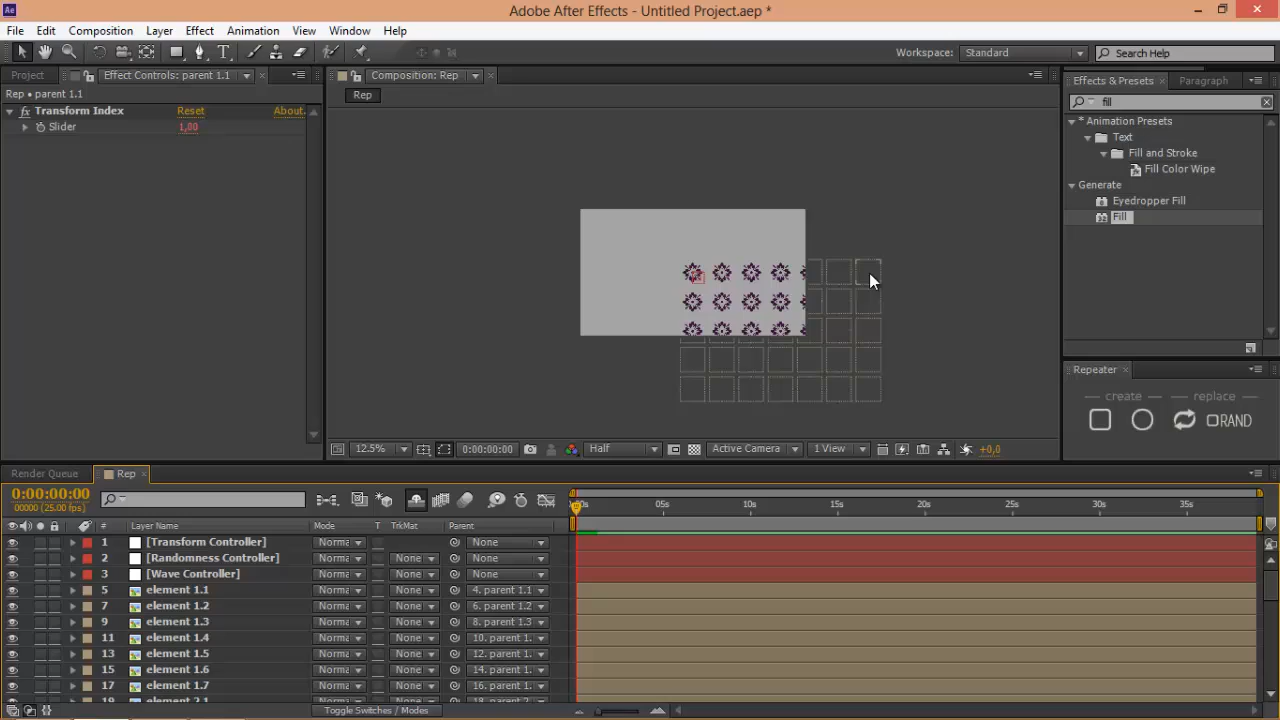 Ae
Adobe After Effects - Untitled Project.aep *
File Edit Composition Layer Effect Animation View Window Help
T Workspace: Standard Search Help
Project Effect Controls: parent 1.1 Composition: Rep Effects & Presets Paragraph
Rep • parent 1.1
Rep
fill
fx Transform Index Reset About.
Slider 1,00
* Animation Presets
Text
Fill and Stroke
Fill Color Wipe
Generate
Eyedropper Fill
Fill
Repeater
create replace
RAND
12.5% 0:00:00:00 Half Active Camera 1 View +0,0
Render Queue Rep
0:00:00:00
00000 (25.00 fps)
05s 10s 15s 20s 25s 30s 35s
# Layer Name Mode T TrkMat Parent
1 [Transform Controller] Norma None
2 [Randomness Controller] Norma None None
3 [Wave Controller] Norma None None
5 element 1.1 Norma None 4. parent 1.1
7 element 1.2 Norma None 6. parent 1.2
9 element 1.3 Norma None 8. parent 1.3
11 element 1.4 Norma None 10. parent 1.
13 element 1.5 Norma None 12. parent 1.
15 element 1.6 Norma None 14. parent 1.
17 element 1.7 Norma None 16. parent 1.
19 element 2.1
Toggle Switches / Modes